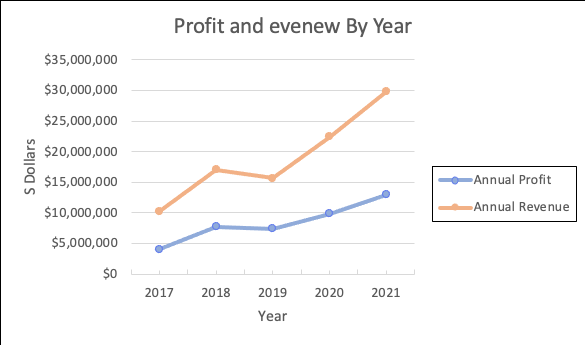 Profit and evenew By Year
$35,000,000
$30,000,000
$25,000,000
$20,000,000
$15,000,000
$10,000,000
$5,000,000
$0
S Dollars
2017 2018 2019 2020 2021
Year
Annual Profit
Annual Revenue